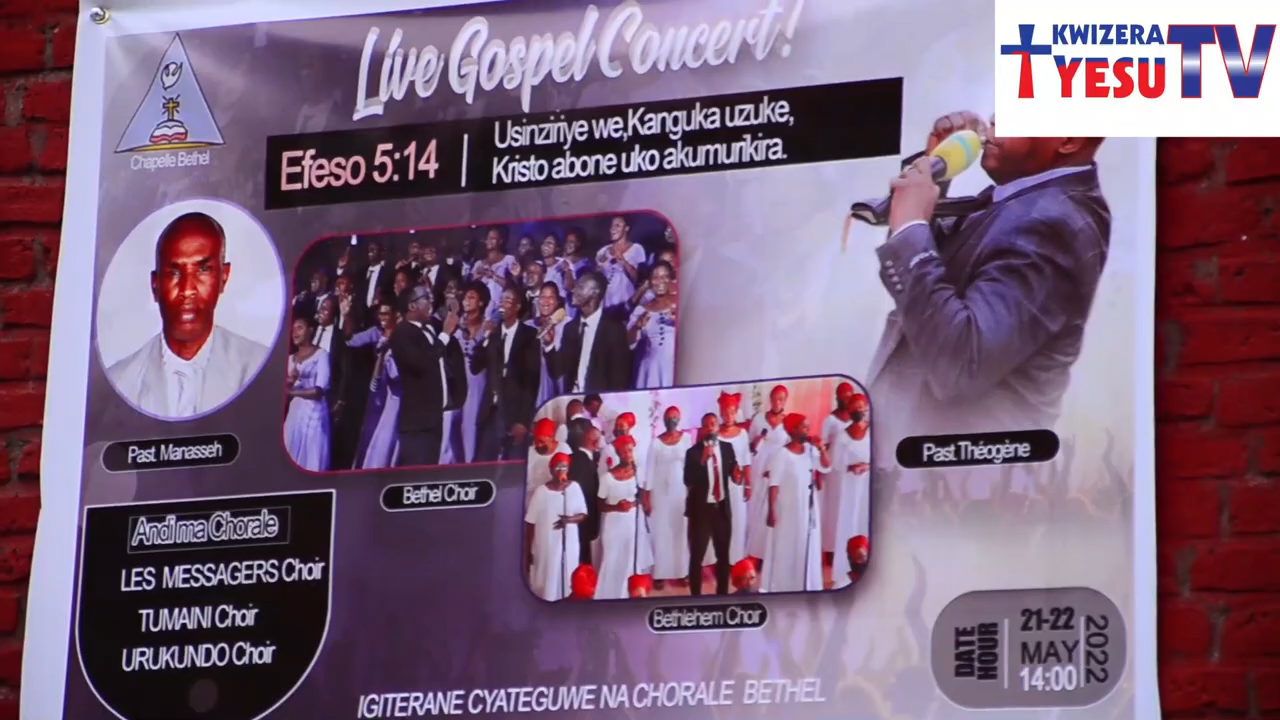 KWIZERA
YESU TV
Live Gospel Concert!
Chapelle Bethel
Efeso 5:14
Usinziriye we,Kanguka uzuke,
Kristo abone uko akumurikira.
Past. Manasseh
Bethel Choir
Past.Théogène
Andi ma Chorale
LES MESSAGERS Choir
TUMAINI Choir
URUKUNDO Choir
Bethlehem Choir
DATE
HOUR
21-22
MAY
14:00
2022
IGITERANE CYATEGUWE NA CHORALE BETHEL